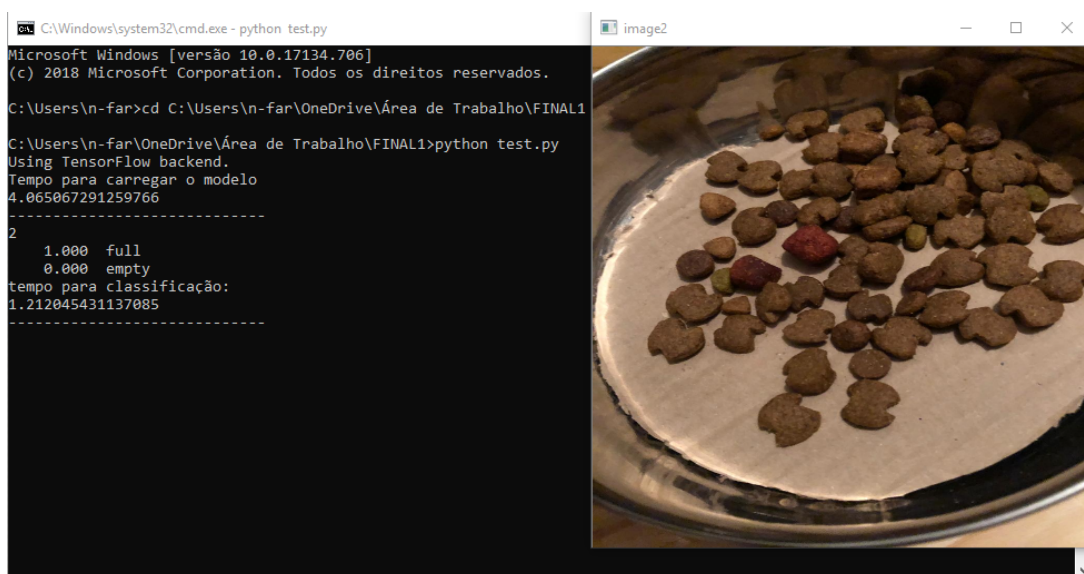 C:\Windows\system32\cmd.exe - python  test.py
Microsoft Windows [versão 10.0.17134.706]
(c) 2018 Microsoft Corporation. Todos os direitos reservados.
C:\Users\n-far>cd C:\Users\n-far\OneDrive\Área de Trabalho\FINAL1
C:\Users\n-far\OneDrive\Área de Trabalho\FINAL1>python test.py
Using TensorFlow backend.
Tempo para carregar o modelo
4.065067291259766
-----------------------------
2
1.000  full
0.000  empty
tempo para classificação:
1.212045431137085
-----------------------------
image2